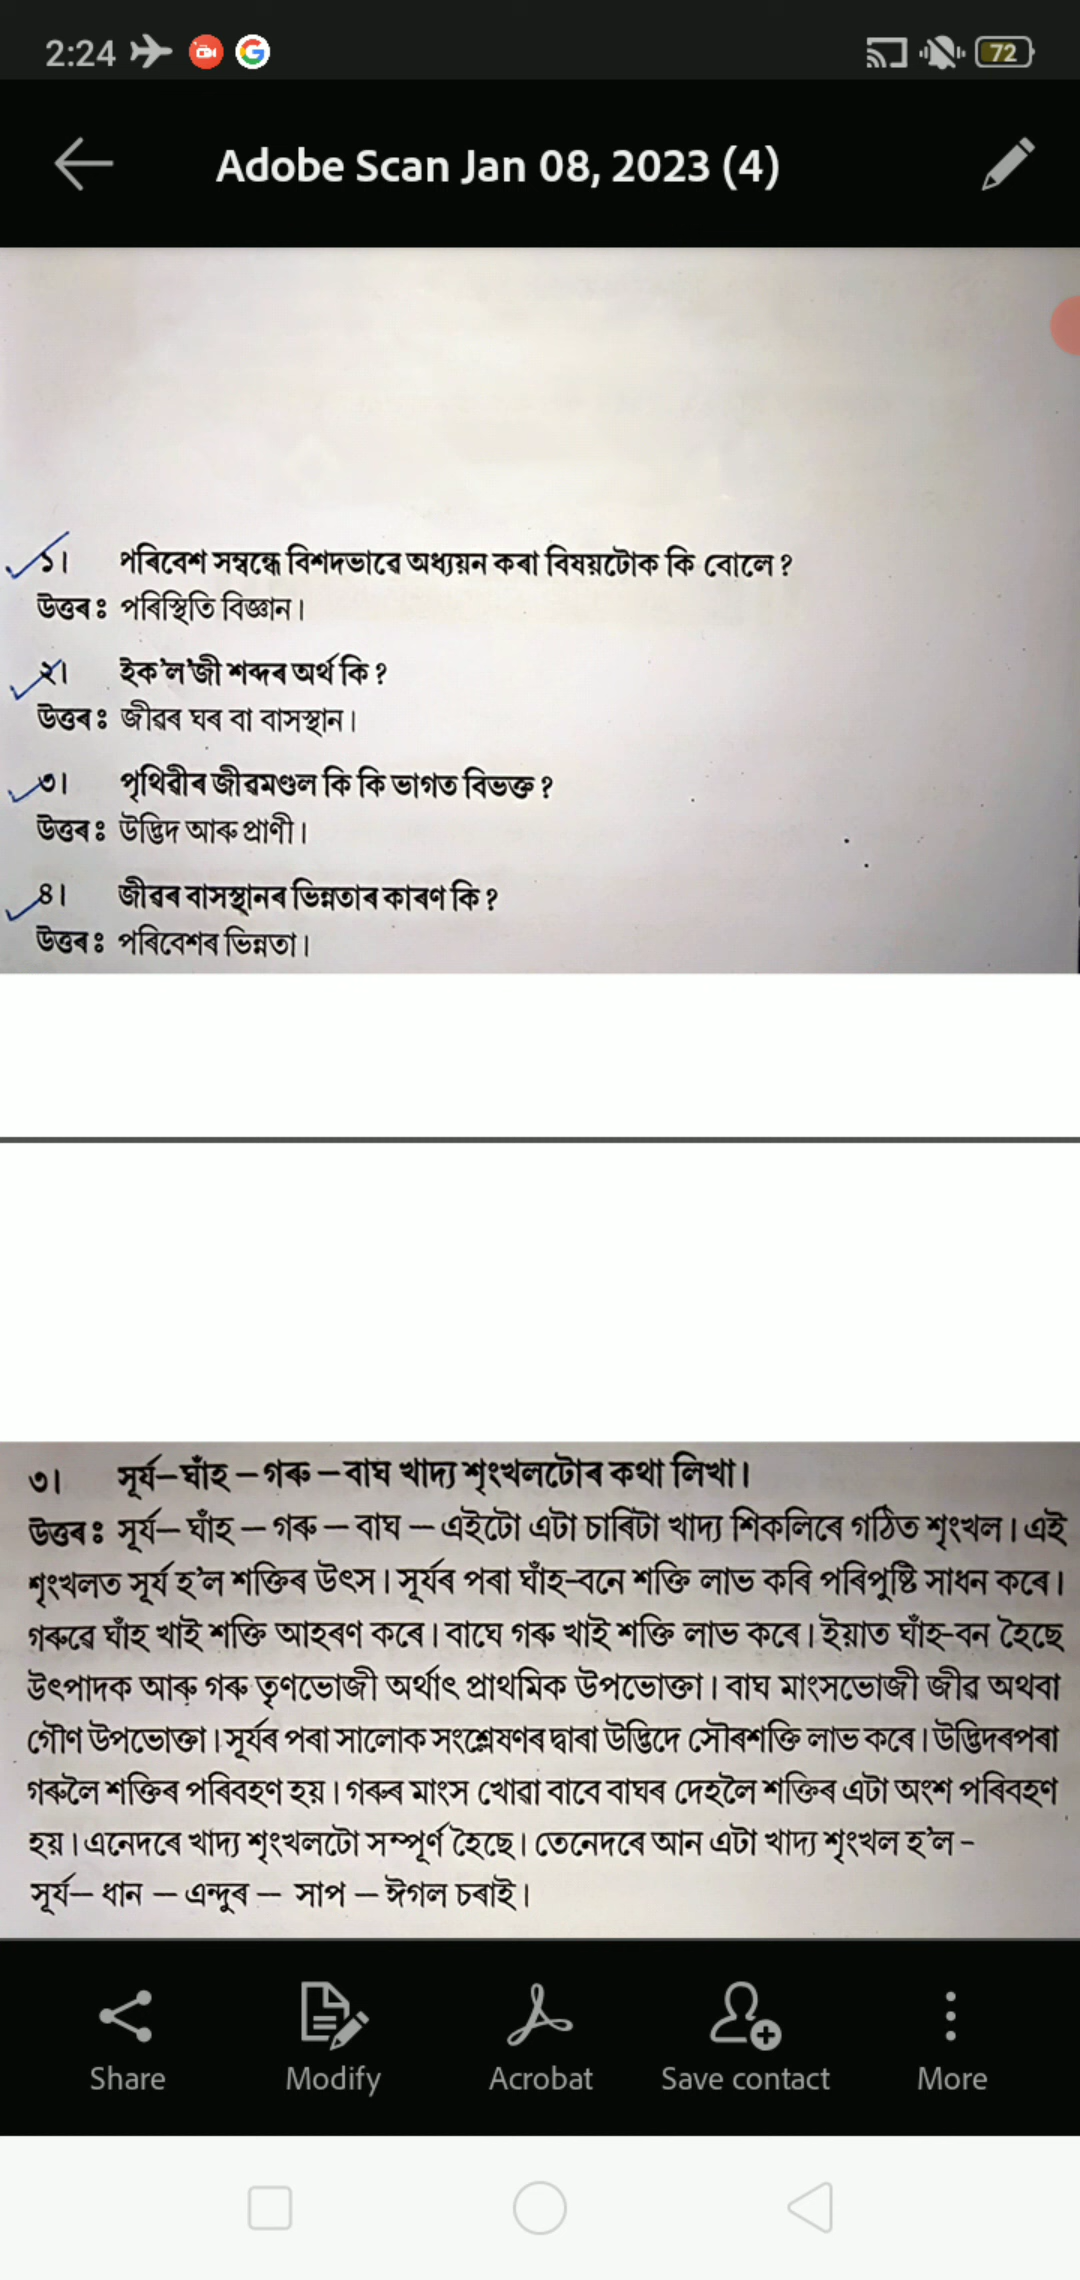 2:24
72
Adobe Scan Jan 08, 2023 (4)
১। পৰিবেশ সম্বন্ধে বিশদভাৱে অধ্যয়ন কৰা বিষয়টোক কি বোলে ?
উত্তৰঃ পৰিস্থিতি বিজ্ঞান।
২। ইক'ল'জী শব্দৰ অৰ্থ কি ?
উত্তৰঃ জীৱৰ ঘৰ বা বাসস্থান।
৩। পৃথিৱীৰ জীৱমণ্ডল কি কি ভাগত বিভক্ত ?
উত্তৰঃ উদ্ভিদ আৰু প্ৰাণী।
৪। জীৱৰ বাসস্থানৰ ভিন্নতাৰ কাৰণ কি ?
উত্তৰঃ পৰিবেশৰ ভিন্নতা।
৩। সূৰ্য–ঘাঁহ – গৰু – বাঘ খাদ্য শৃংখলটোৰ কথা লিখা।
উত্তৰঃ সূৰ্য– ঘাঁহ – গৰু – বাঘ – এইটো এটা চাৰিটা খাদ্য শিকলিৰে গঠিত শৃংখল। এই
শৃংখলত সূৰ্য হ'ল শক্তিৰ উৎস। সূৰ্যৰ পৰা ঘাঁহ-বনে শক্তি লাভ কৰি পৰিপুষ্টি সাধন কৰে।
গৰুৱে ঘাঁহ খাই শক্তি আহৰণ কৰে। বাঘে গৰু খাই শক্তি লাভ কৰে। ইয়াত ঘাঁহ-বন হৈছে
উৎপাদক আৰু গৰু তৃণভোজী অৰ্থাৎ প্ৰাথমিক উপভোক্তা। বাঘ মাংসভোজী জীৱ অথবা
গৌণ উপভোক্তা। সূৰ্যৰ পৰা সালোক সংশ্লেষণৰ দ্বাৰা উদ্ভিদে সৌৰশক্তি লাভ কৰে। উদ্ভিদৰপৰা
গৰুলৈ শক্তিৰ পৰিবহণ হয়। গৰুৰ মাংস খোৱা বাবে বাঘৰ দেহলৈ শক্তিৰ এটা অংশ পৰিবহণ
হয়। এনেদৰে খাদ্য শৃংখলটো সম্পূৰ্ণ হৈছে। তেনেদৰে আন এটা খাদ্য শৃংখল হ'ল –
সূৰ্য– ধান – এন্দুৰ – সাপ – ঈগল চৰাই।
Share Modify Acrobat Save contact More